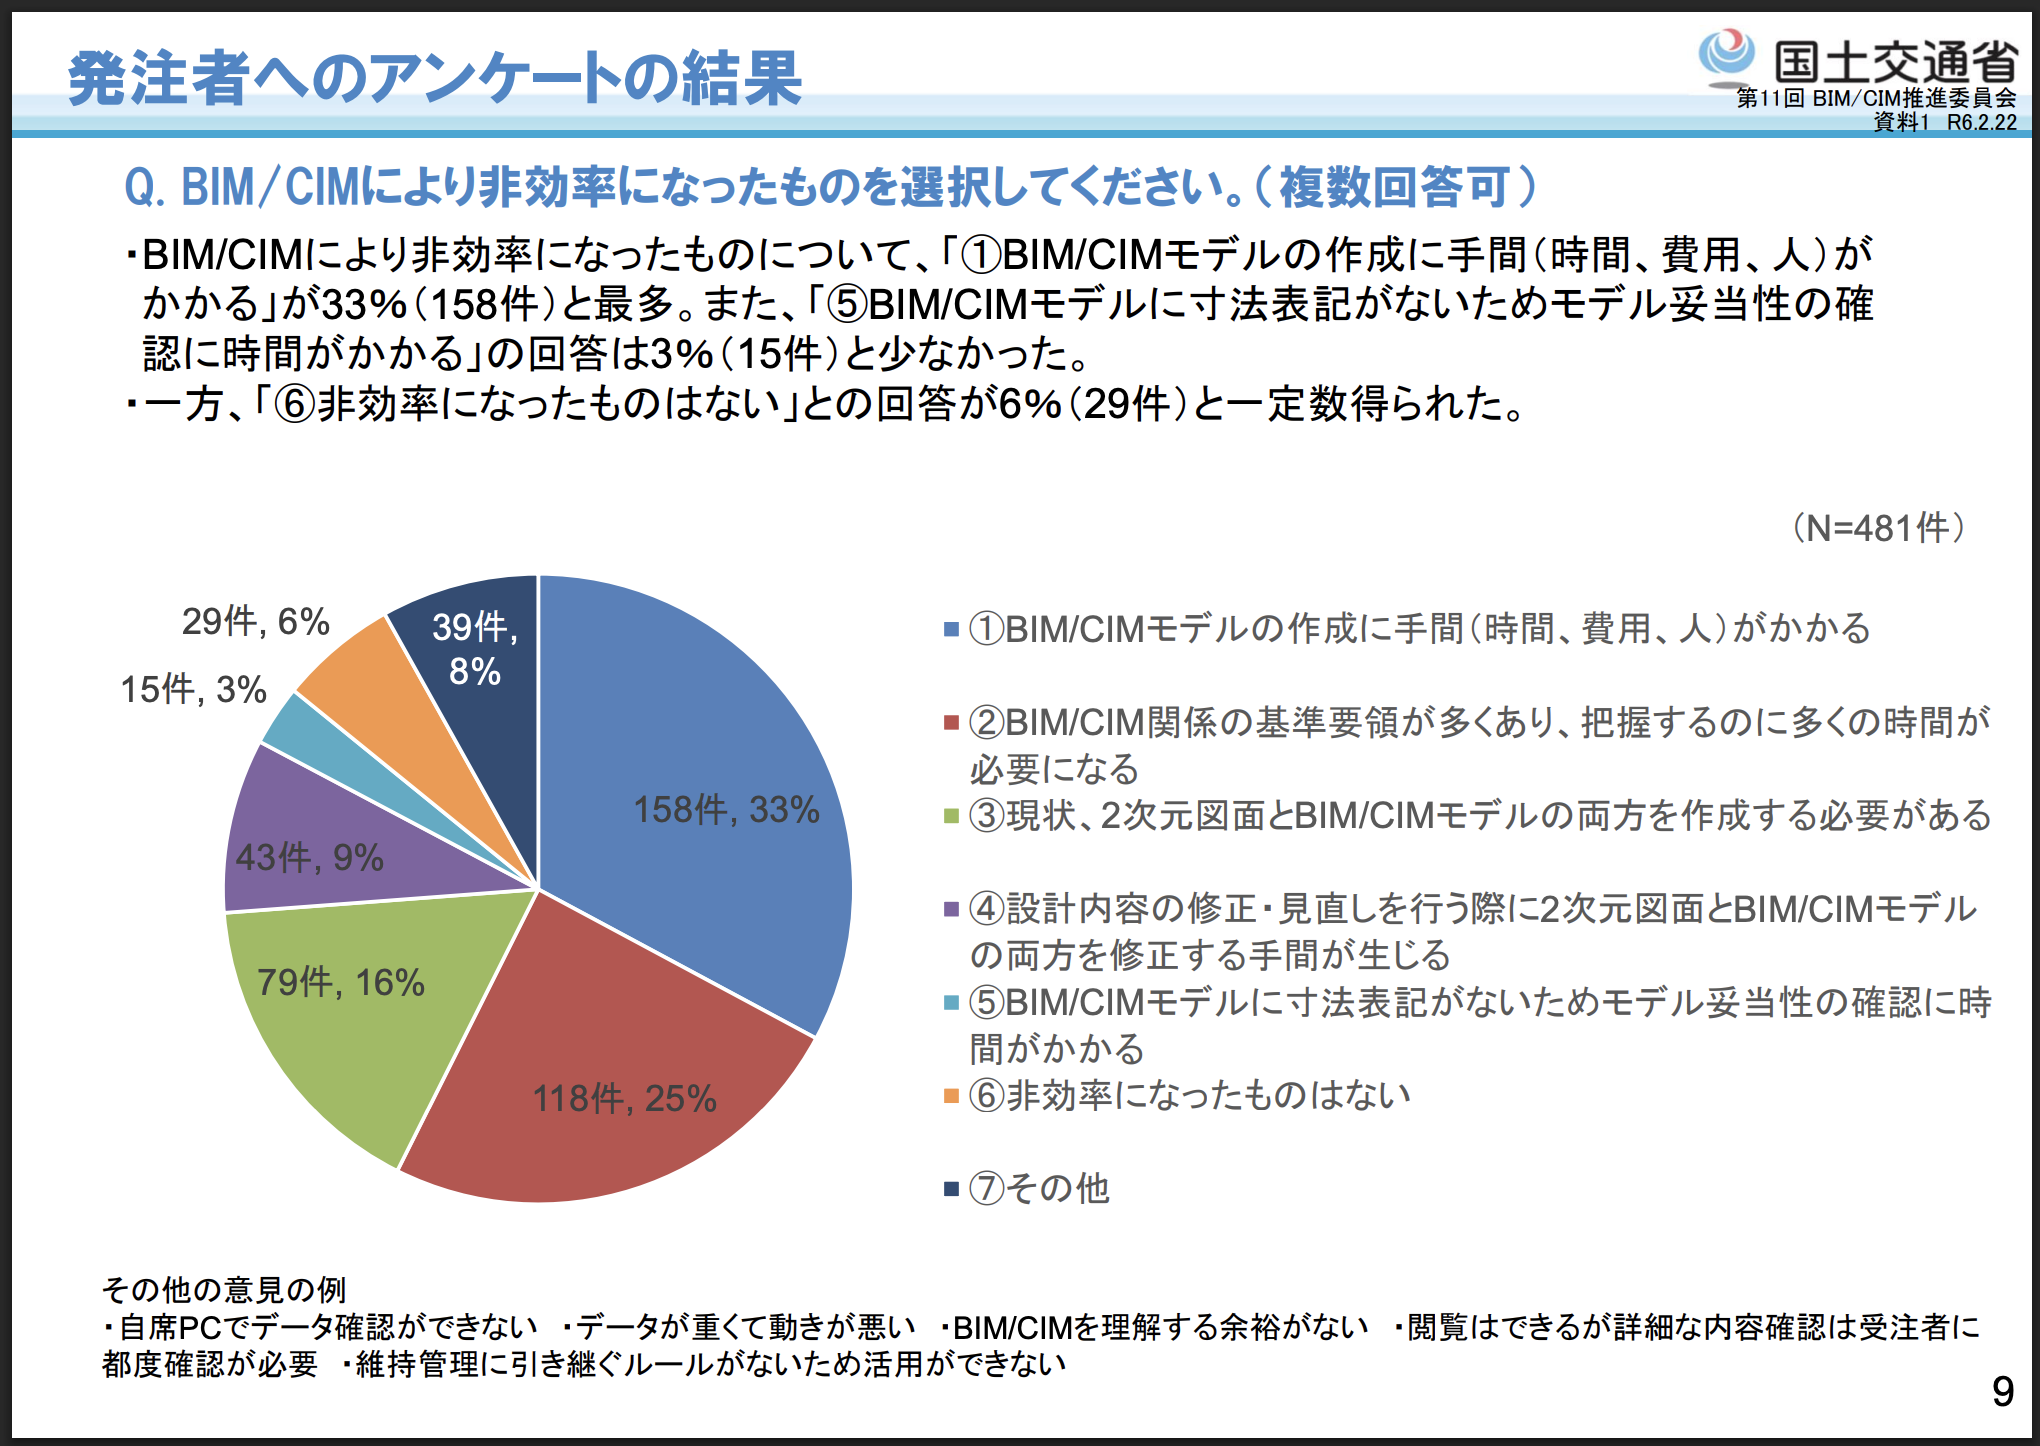 発注者へのアンケートの結果
国土交通省
第11回 BIM/CIM推進委員会
資料1 R6.2.22
Q. BIM/CIMにより非効率になったものを選択してください。（複数回答可）
・BIM/CIMにより非効率になったものについて、「①BIM/CIMモデルの作成に手間（時間、費用、人）が
かかる」が33%（158件）と最多。また、「⑤BIM/CIMモデルに寸法表記がないためモデル妥当性の確
認に時間がかかる」の回答は3%（15件）と少なかった。
・一方、「⑥非効率になったものはない」との回答が6%（29件）と一定数得られた。
（N=481件）
39件,
8%
29件, 6%
15件, 3%
158件, 33%
43件, 9%
79件, 16%
118件, 25%
①BIM/CIMモデルの作成に手間（時間、費用、人）がかかる
②BIM/CIM関係の基準要領が多くあり、把握するのに多くの時間が
必要になる
③現状、2次元図面とBIM/CIMモデルの両方を作成する必要がある
④設計内容の修正・見直しを行う際に2次元図面とBIM/CIMモデル
の両方を修正する手間が生じる
⑤BIM/CIMモデルに寸法表記がないためモデル妥当性の確認に時
間がかかる
⑥非効率になったものはない
⑦その他
その他の意見の例
・自席PCでデータ確認ができない ・データが重くて動きが悪い ・BIM/CIMを理解する余裕がない ・閲覧はできるが詳細な内容確認は受注者に
都度確認が必要 ・維持管理に引き継ぐルールがないため活用ができない
9